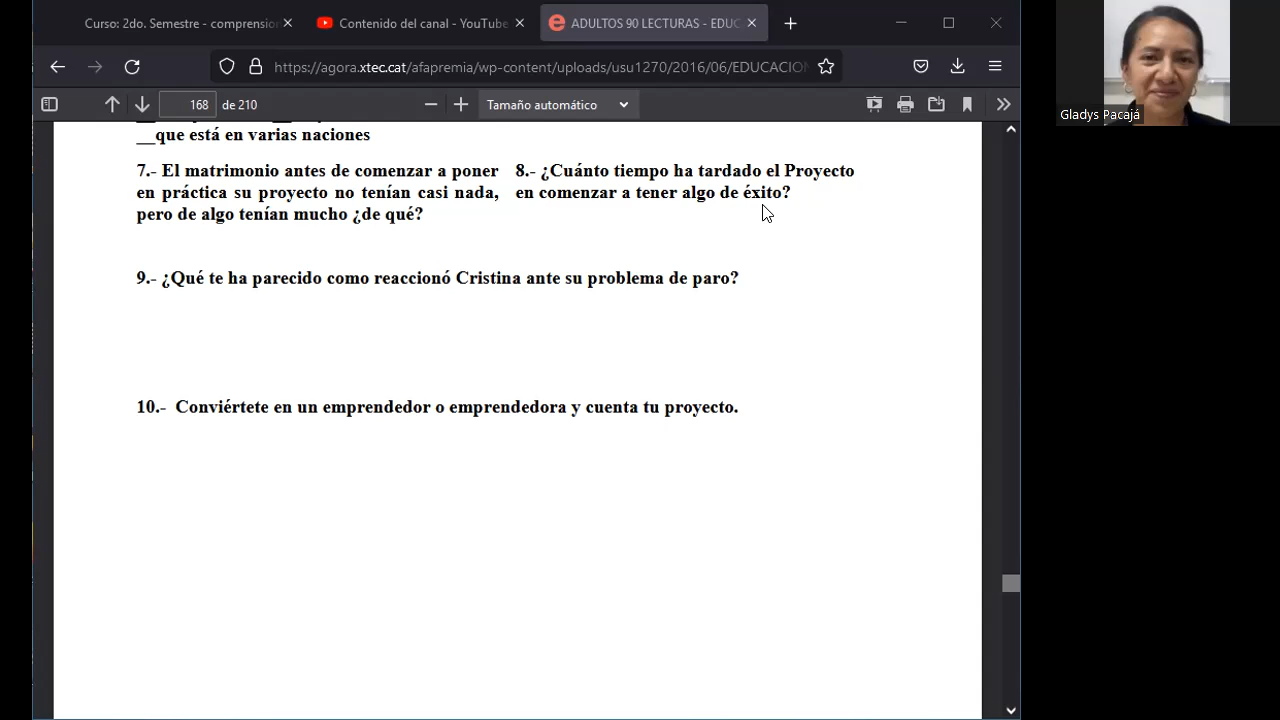 Curso: 2do. Semestre - comprensio
Contenido del canal - YouTube
ADULTOS 90 LECTURAS - EDUC
https://agora.xtec.cat/afapremia/wp-content/uploads/usu1270/2016/06/EDUCACION
168 de 210
Tamaño automático
Gladys Pacajá
__que está en varias naciones
7.- El matrimonio antes de comenzar a poner
en práctica su proyecto no tenían casi nada,
pero de algo tenían mucho ¿de qué?
8.- ¿Cuánto tiempo ha tardado el Proyecto
en comenzar a tener algo de éxito?
9.- ¿Qué te ha parecido como reaccionó Cristina ante su problema de paro?
10.- Conviértete en un emprendedor o emprendedora y cuenta tu proyecto.